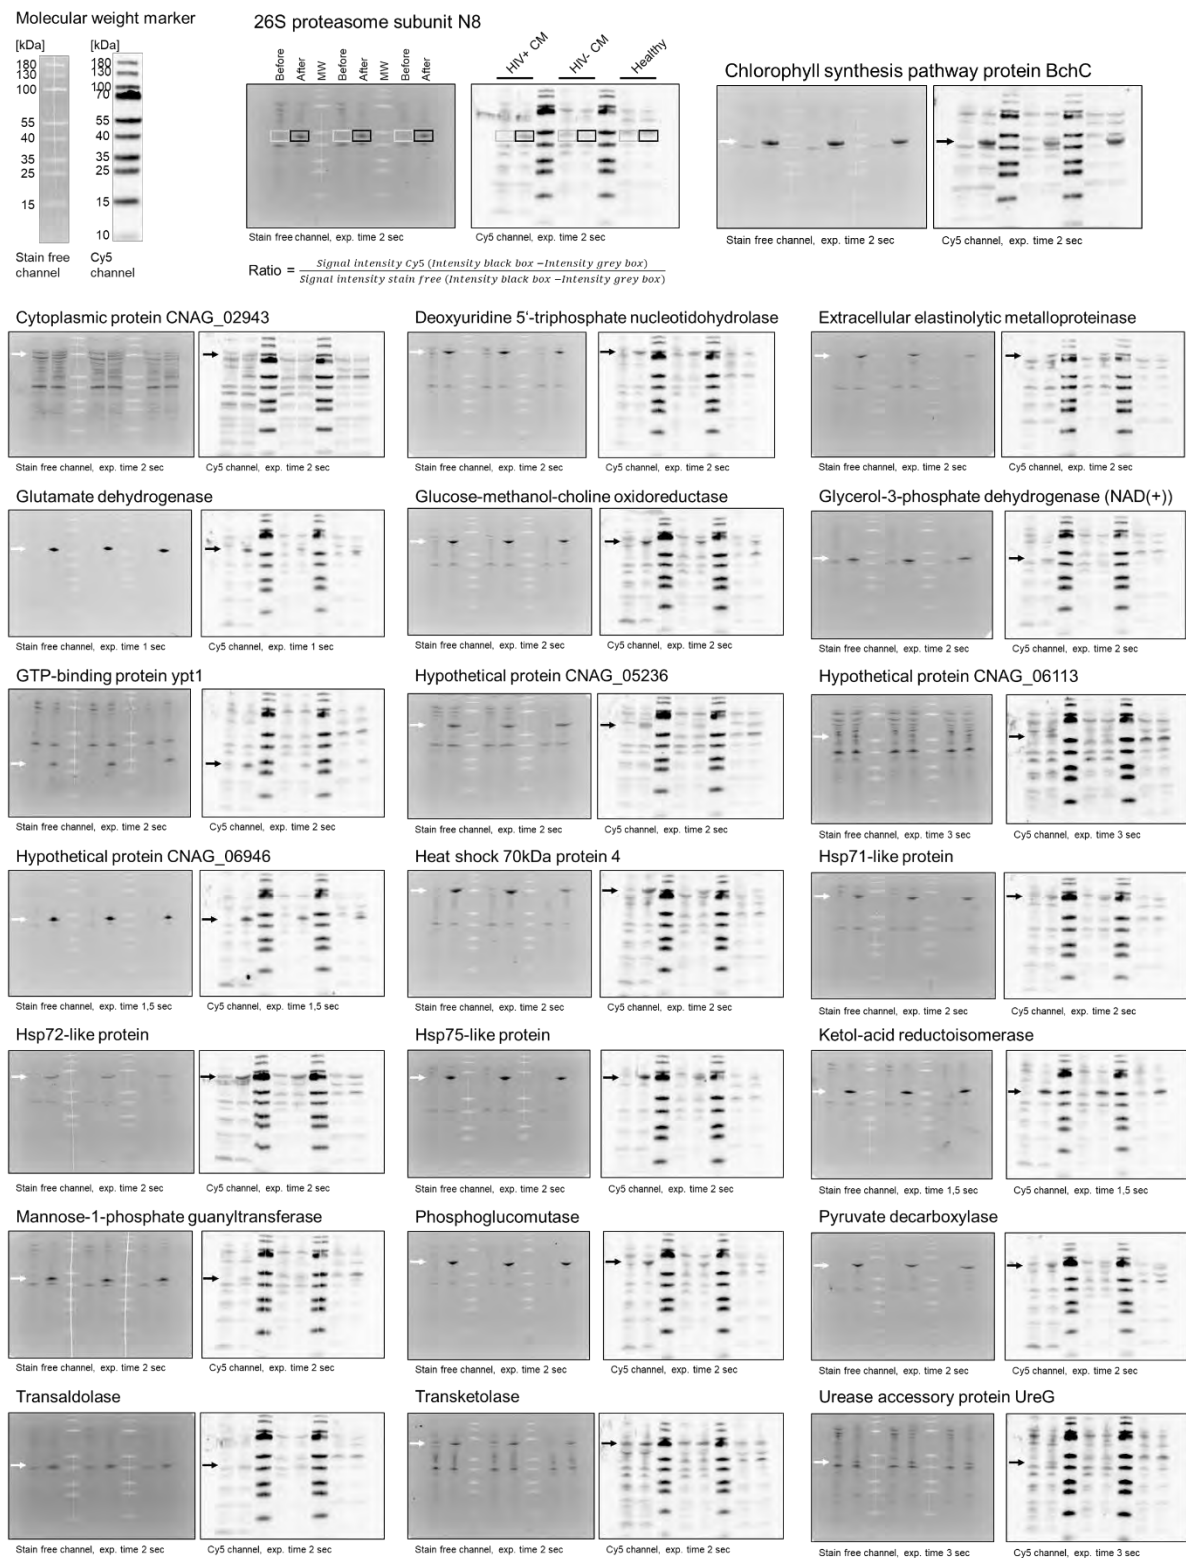 Molecular weight marker
[kDa]
180
130
100
55
40
35
25
15
Stain free
channel
[kDa]
180
130
100
70
55
40
35
25
15
10
Cy5
channel
26S proteasome subunit N8
Before
After
MW
Before
After
MW
Before
After
HIV+ CM
HIV- CM
Healthy
Stain free channel, exp. time 2 sec
Cy5 channel, exp. time 2 sec
Ratio = Signal intensity Cy5 (Intensity black box −Intensity grey box)
Signal intensity stain free (Intensity black box −Intensity grey box)
Chlorophyll synthesis pathway protein BchC
Stain free channel, exp. time 2 sec
Cy5 channel, exp. time 2 sec
Cytoplasmic protein CNAG_02943
Stain free channel, exp. time 2 sec
Cy5 channel, exp. time 2 sec
Deoxyuridine 5‘-triphosphate nucleotidohydrolase
Stain free channel, exp. time 2 sec
Cy5 channel, exp. time 2 sec
Extracellular elastinolytic metalloproteinase
Stain free channel, exp. time 2 sec
Cy5 channel, exp. time 2 sec
Glutamate dehydrogenase
Stain free channel, exp. time 1 sec
Cy5 channel, exp. time 1 sec
Glucose-methanol-choline oxidoreductase
Stain free channel, exp. time 2 sec
Cy5 channel, exp. time 2 sec
Glycerol-3-phosphate dehydrogenase (NAD(+))
Stain free channel, exp. time 2 sec
Cy5 channel, exp. time 2 sec
GTP-binding protein ypt1
Stain free channel, exp. time 2 sec
Cy5 channel, exp. time 2 sec
Hypothetical protein CNAG_05236
Stain free channel, exp. time 2 sec
Cy5 channel, exp. time 2 sec
Hypothetical protein CNAG_06113
Stain free channel, exp. time 3 sec
Cy5 channel, exp. time 3 sec
Hypothetical protein CNAG_06946
Stain free channel, exp. time 1,5 sec
Cy5 channel, exp. time 1,5 sec
Heat shock 70kDa protein 4
Stain free channel, exp. time 2 sec
Cy5 channel, exp. time 2 sec
Hsp71-like protein
Stain free channel, exp. time 2 sec
Cy5 channel, exp. time 2 sec
Hsp72-like protein
Stain free channel, exp. time 2 sec
Cy5 channel, exp. time 2 sec
Hsp75-like protein
Stain free channel, exp. time 2 sec
Cy5 channel, exp. time 2 sec
Ketol-acid reductoisomerase
Stain free channel, exp. time 1,5 sec
Cy5 channel, exp. time 1,5 sec
Mannose-1-phosphate guanyltransferase
Stain free channel, exp. time 2 sec
Cy5 channel, exp. time 2 sec
Phosphoglucomutase
Stain free channel, exp. time 2 sec
Cy5 channel, exp. time 2 sec
Pyruvate decarboxylase
Stain free channel, exp. time 2 sec
Cy5 channel, exp. time 2 sec
Transaldolase
Stain free channel, exp. time 2 sec
Cy5 channel, exp. time 2 sec
Transketolase
Stain free channel, exp. time 2 sec
Cy5 channel, exp. time 2 sec
Urease accessory protein UreG
Stain free channel, exp. time 3 sec
Cy5 channel, exp. time 3 sec